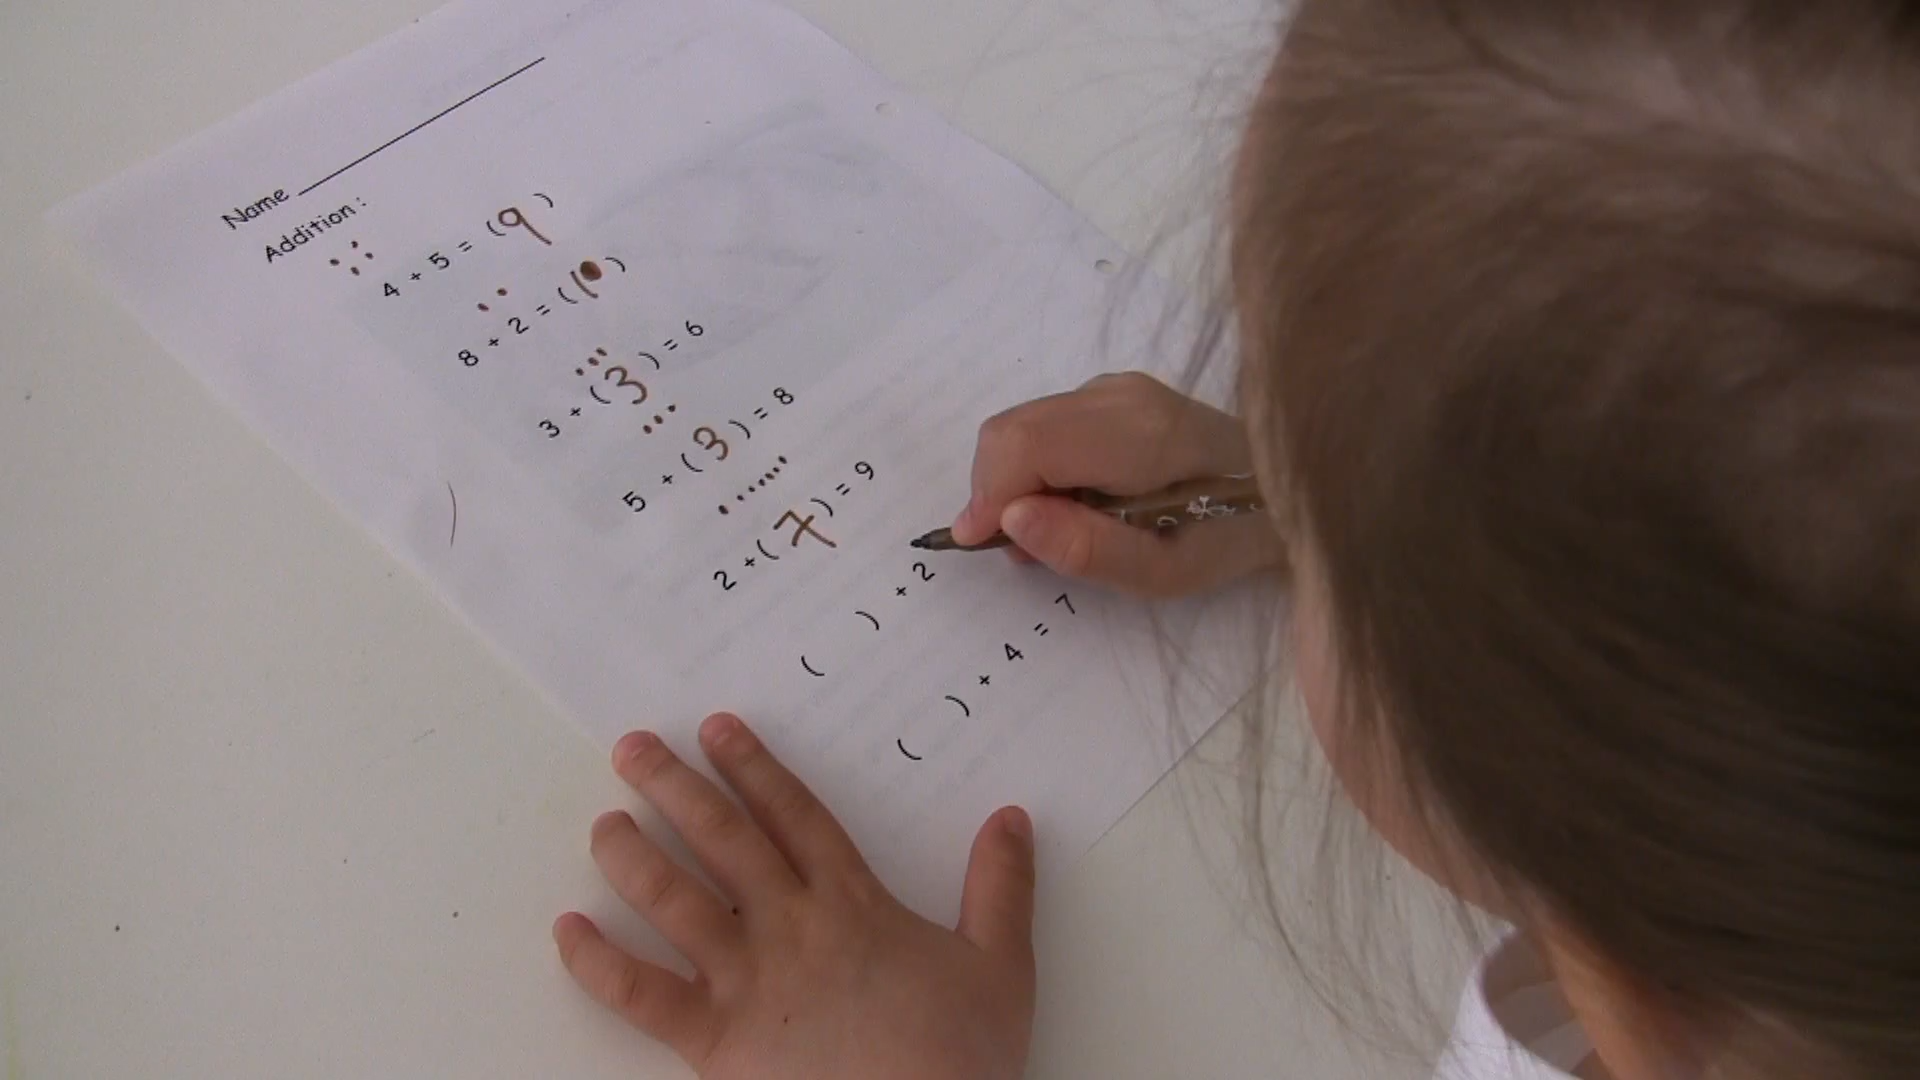 Name
Addition :
4 + 5 = (9)
8 + 2 = (10)
3 + (3) = 6
5 + (3) = 8
2 + (7) = 9
( ) + 2
( ) + 4 = 7